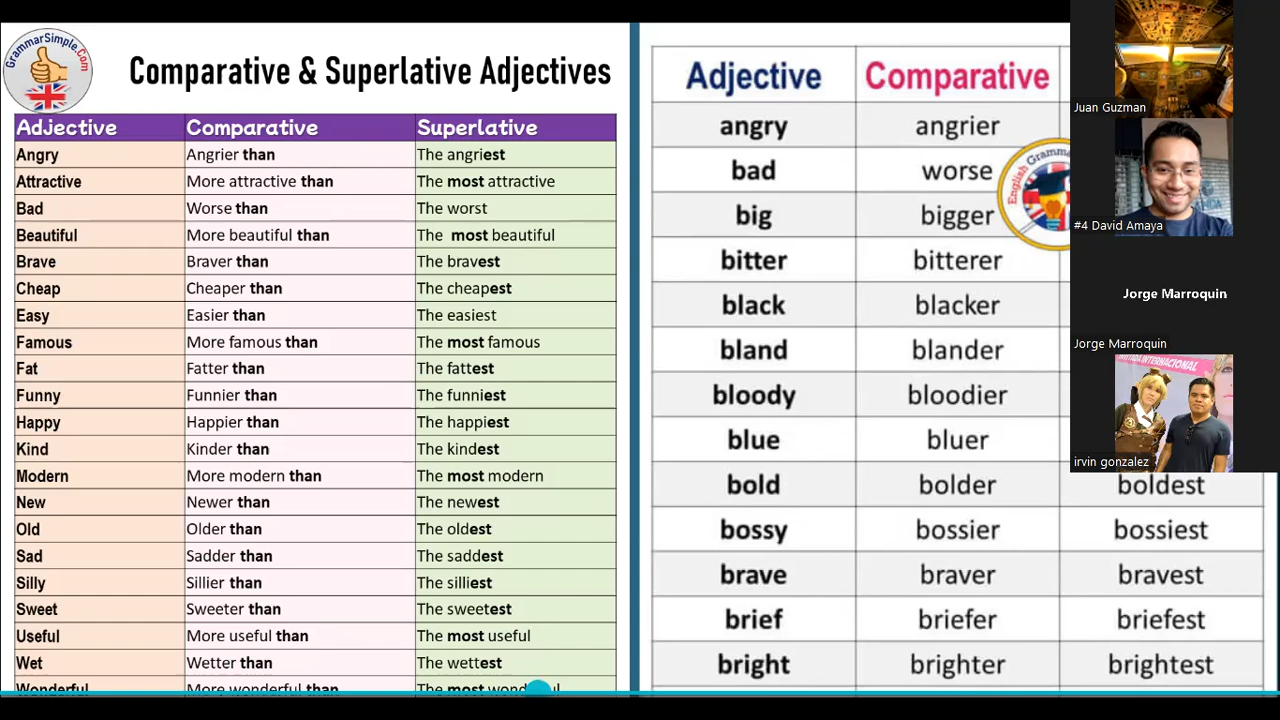 GrammarSimple.Com
Comparative & Superlative Adjectives
Adjective Comparative Superlative
Angry Angrier than The angriest
Attractive More attractive than The most attractive
Bad Worse than The worst
Beautiful More beautiful than The most beautiful
Brave Braver than The bravest
Cheap Cheaper than The cheapest
Easy Easier than The easiest
Famous More famous than The most famous
Fat Fatter than The fattest
Funny Funnier than The funniest
Happy Happier than The happiest
Kind Kinder than The kindest
Modern More modern than The most modern
New Newer than The newest
Old Older than The oldest
Sad Sadder than The saddest
Silly Sillier than The silliest
Sweet Sweeter than The sweetest
Useful More useful than The most useful
Wet Wetter than The wettest
Wonderful More wonderful than The most
Adjective Comparative
angry angrier
bad worse
big bigger
bitter bitterer
black blacker
bland blander
bloody bloodier
blue bluer
bold bolder boldest
bossy bossier bossiest
brave braver bravest
brief briefer briefest
bright brighter brightest
English
Juan Guzman
#4 David Amaya
Jorge Marroquin
Jorge Marroquin
INTERNACIONAL
irvin gonzalez